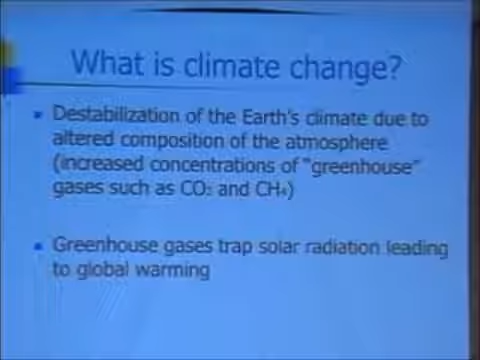 What is climate change?
Destabilization of the Earth's climate due to
altered composition of the atmosphere
(increased concentrations of "greenhouse"
gases such as CO₂ and CH₄)
Greenhouse gases trap solar radiation leading
to global warming